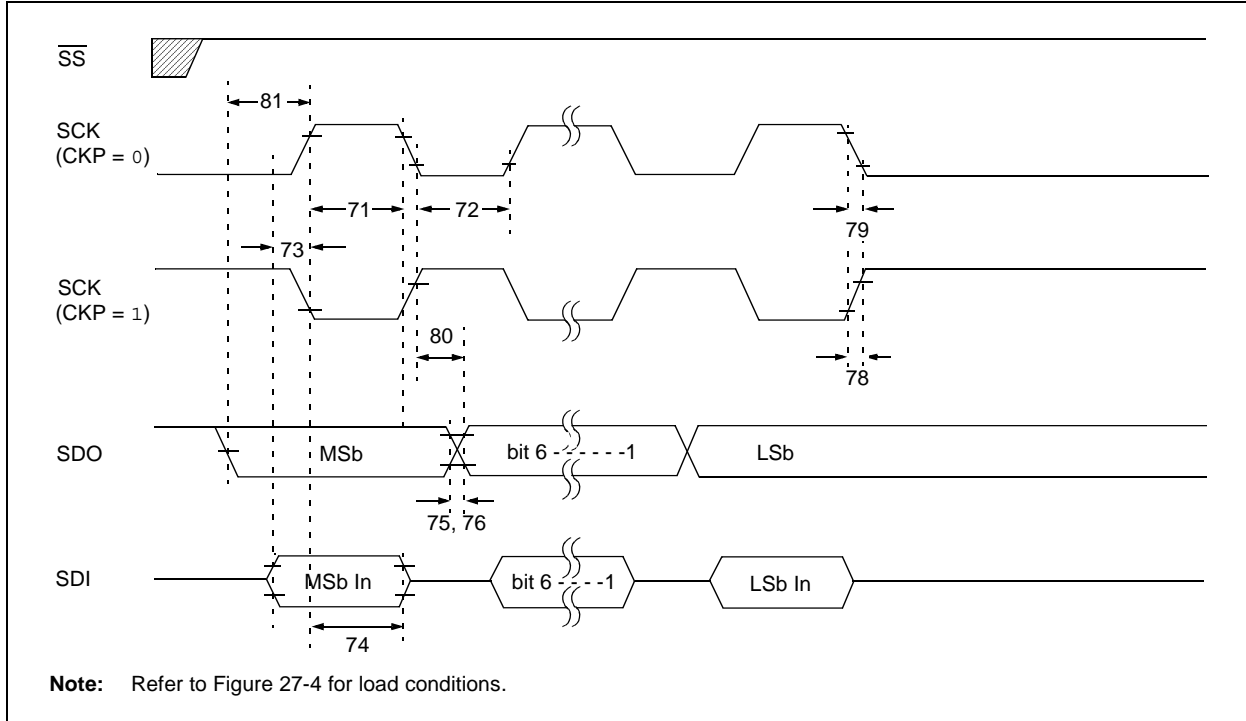 SS
81
SCK
(CKP = 0)
71
72
79
73
SCK
(CKP = 1)
80
78
SDO
MSb
bit 6 - - - - - -1
LSb
75, 76
SDI
MSb In
bit 6 - - - -1
LSb In
74
Note: Refer to Figure 27-4 for load conditions.